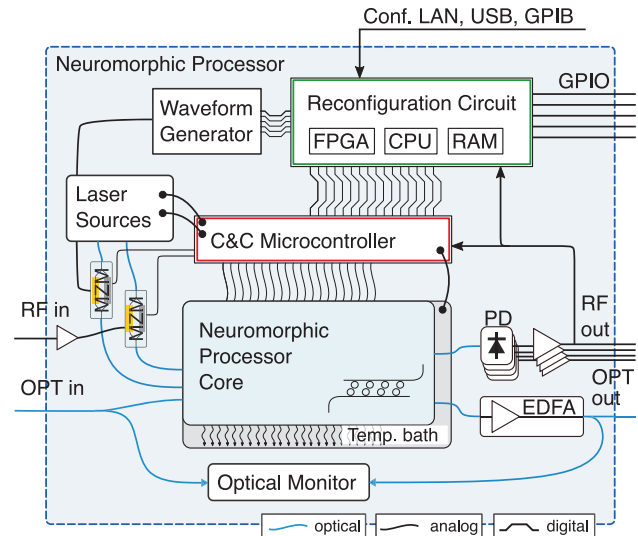 Conf. LAN, USB, GPIB
Neuromorphic Processor
Waveform
Generator
Reconfiguration Circuit
FPGA
CPU
RAM
GPIO
Laser
Sources
C&C Microcontroller
MZM
MZM
RF in
Neuromorphic
Processor
Core
PD
RF
out
OPT in
OPT
out
EDFA
Temp. bath
Optical Monitor
optical
analog
digital